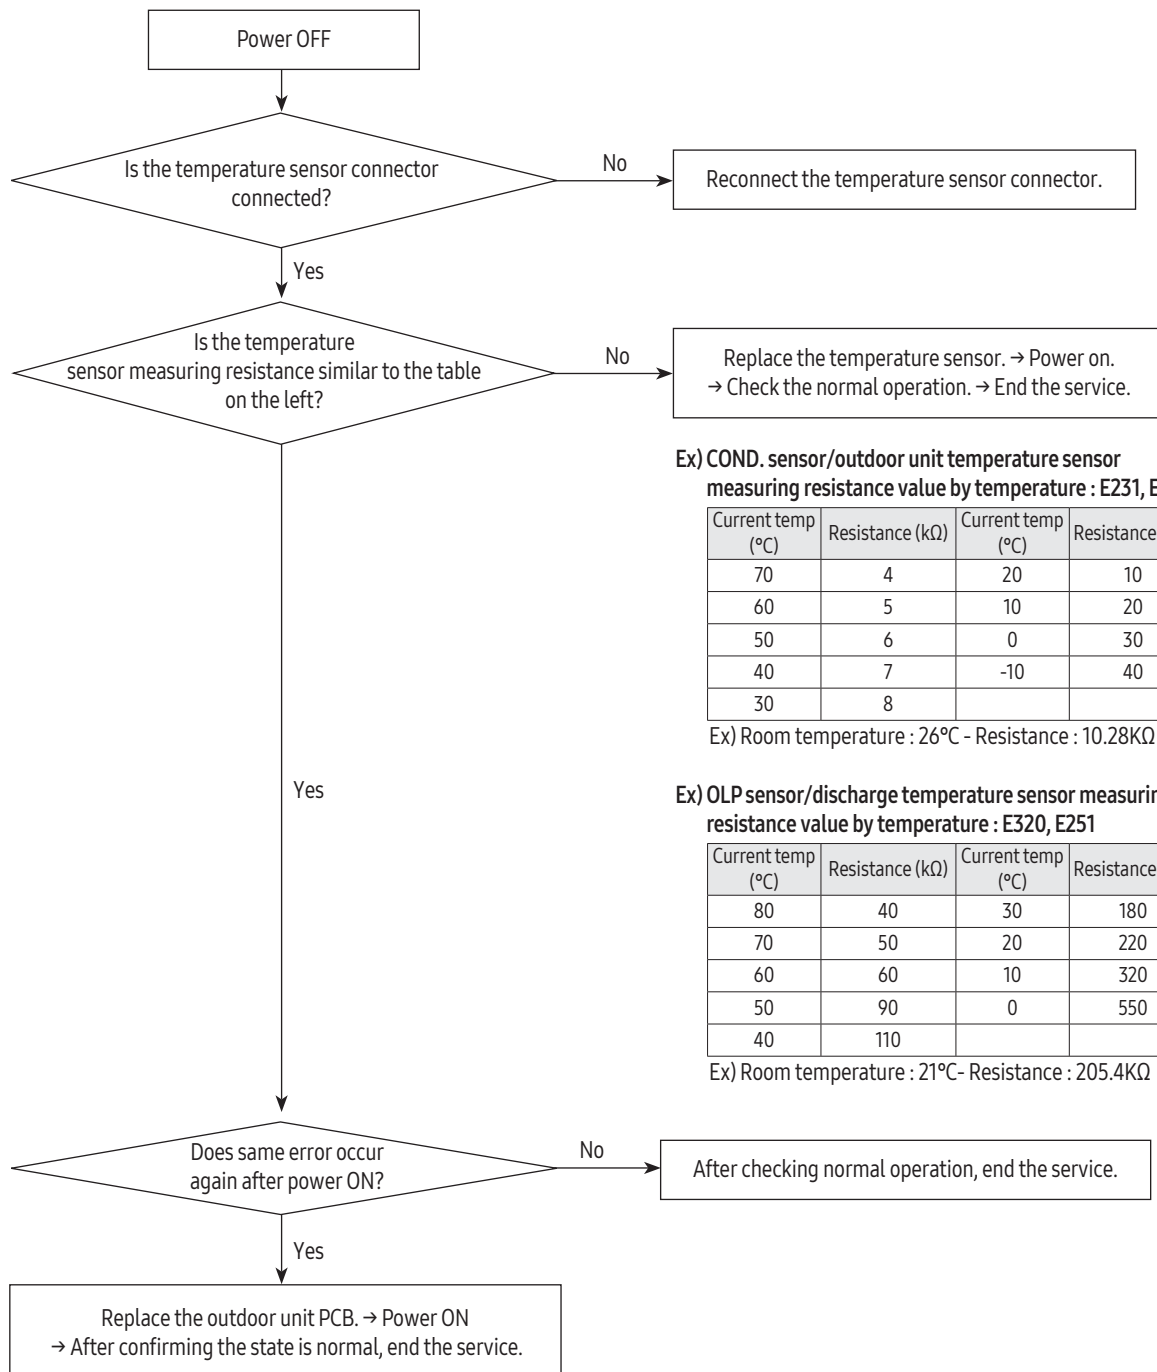 Power OFF
Is the temperature sensor connector
connected?
No
Reconnect the temperature sensor connector.
Yes
Is the temperature
sensor measuring resistance similar to the table
on the left?
No
Replace the temperature sensor. → Power on.
→ Check the normal operation. → End the service.
Ex) COND. sensor/outdoor unit temperature sensor
measuring resistance value by temperature : E231, E
Current temp (°C) Resistance (kΩ) Current temp (°C) Resistance
70 4 20 10
60 5 10 20
50 6 0 30
40 7 -10 40
30 8
Ex) Room temperature : 26°C - Resistance : 10.28KΩ
Yes
Ex) OLP sensor/discharge temperature sensor measurin
resistance value by temperature : E320, E251
Current temp (°C) Resistance (kΩ) Current temp (°C) Resistance
80 40 30 180
70 50 20 220
60 60 10 320
50 90 0 550
40 110
Ex) Room temperature : 21°C- Resistance : 205.4KΩ
Does same error occur
again after power ON?
No
After checking normal operation, end the service.
Yes
Replace the outdoor unit PCB. → Power ON
→ After confirming the state is normal, end the service.